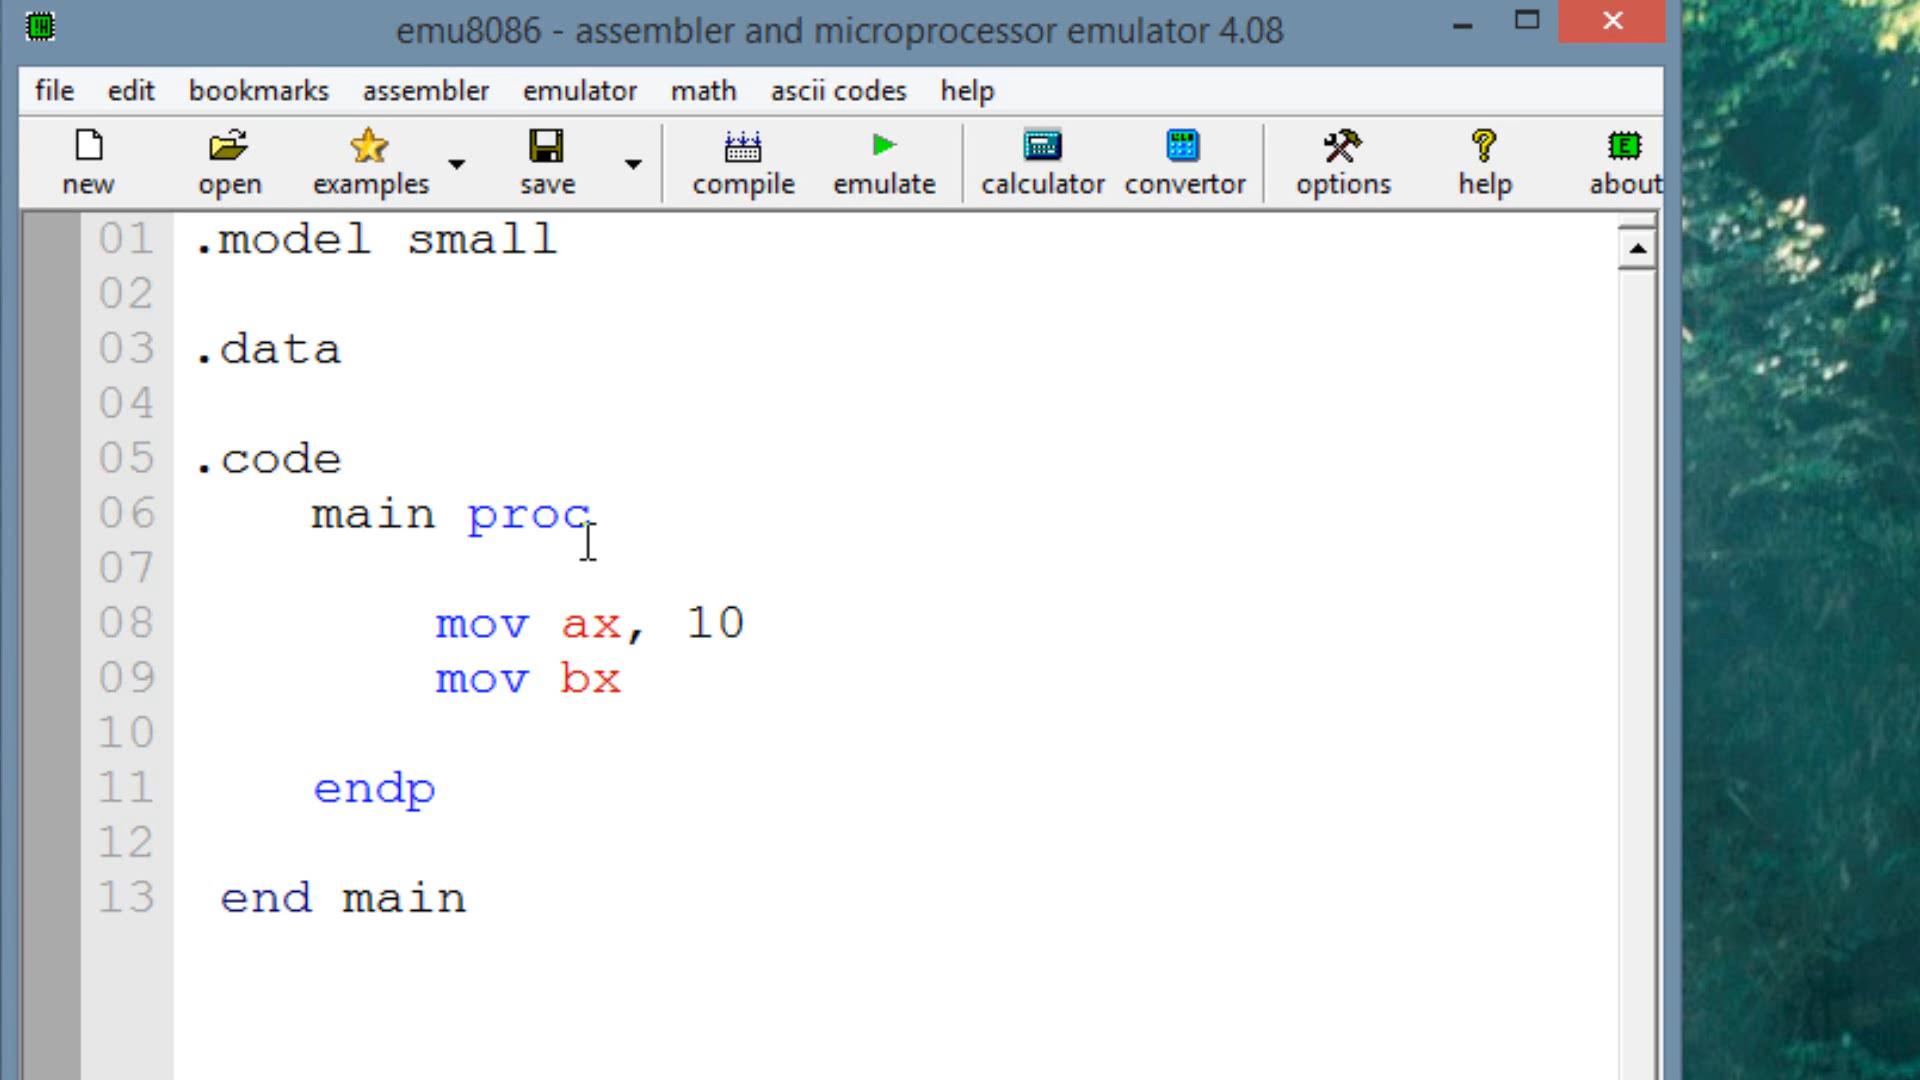 emu8086 - assembler and microprocessor emulator 4.08
file edit bookmarks assembler emulator math ascii codes help
new open examples save compile emulate calculator convertor options help about
01 .model small
02
03 .data
04
05 .code
06 main proc
07
08 mov ax, 10
09 mov bx
10
11 endp
12
13 end main